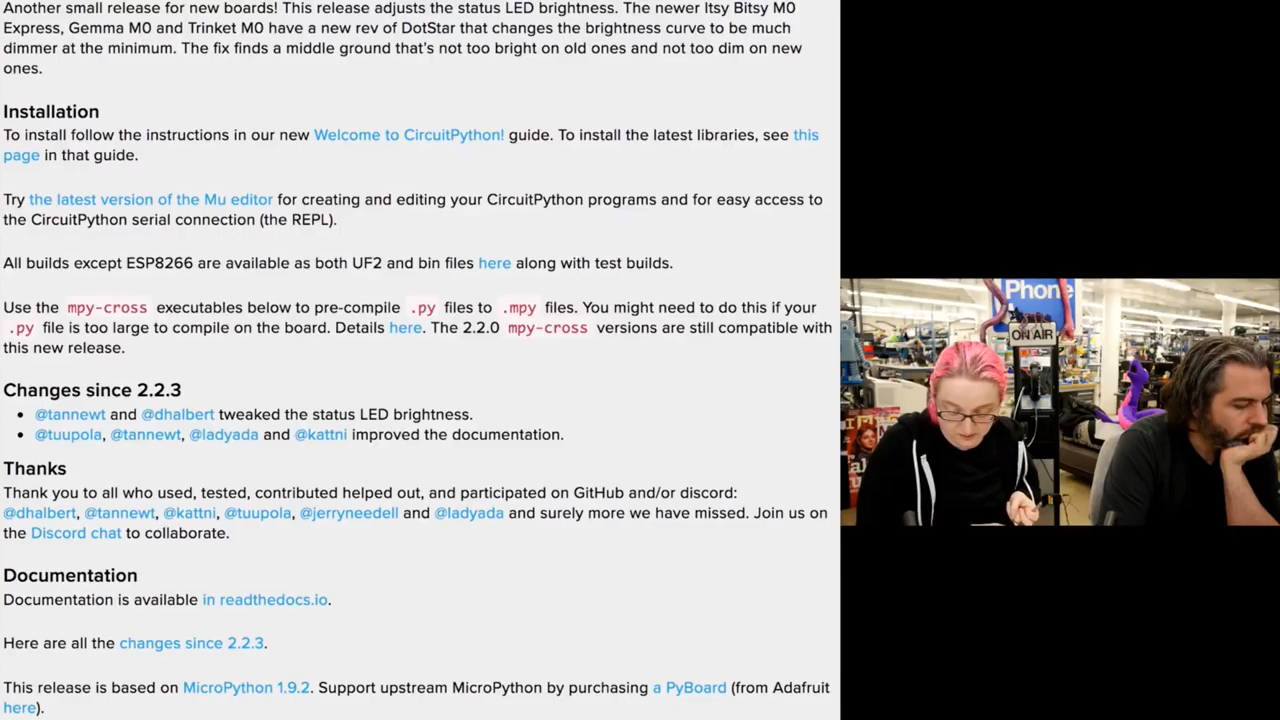 Another small release for new boards! This release adjusts the status LED brightness. The newer Itsy Bitsy M0
Express, Gemma M0 and Trinket M0 have a new rev of DotStar that changes the brightness curve to be much
dimmer at the minimum. The fix finds a middle ground that's not too bright on old ones and not too dim on new
ones.
Installation
To install follow the instructions in our new Welcome to CircuitPython! guide. To install the latest libraries, see this
page in that guide.
Try the latest version of the Mu editor for creating and editing your CircuitPython programs and for easy access to
the CircuitPython serial connection (the REPL).
All builds except ESP8266 are available as both UF2 and bin files here along with test builds.
Use the mpy-cross executables below to pre-compile .py files to .mpy files. You might need to do this if your
.py file is too large to compile on the board. Details here. The 2.2.0 mpy-cross versions are still compatible with
this new release.
Changes since 2.2.3
• @tannewt and @dhalbert tweaked the status LED brightness.
• @tuupola, @tannewt, @ladyada and @kattni improved the documentation.
Thanks
Thank you to all who used, tested, contributed helped out, and participated on GitHub and/or discord:
@dhalbert, @tannewt, @kattni, @tuupola, @jerryneedell and @ladyada and surely more we have missed. Join us on
the Discord chat to collaborate.
Documentation
Documentation is available in readthedocs.io.
Here are all the changes since 2.2.3.
This release is based on MicroPython 1.9.2. Support upstream MicroPython by purchasing a PyBoard (from Adafruit
here).
Phone
ON AIR